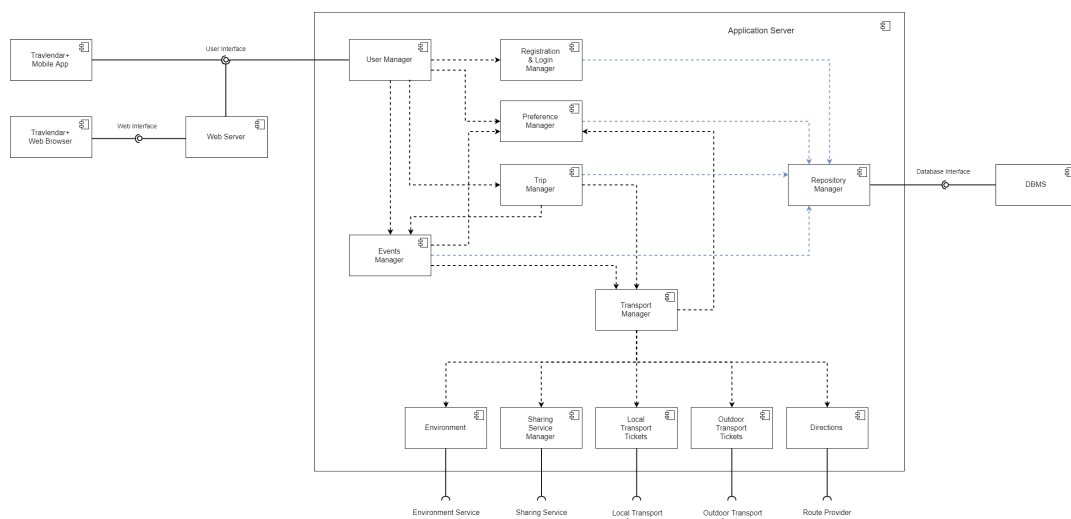 Application Server
Travlendar+
Mobile App
User Interface
User Manager
Registration
& Login
Manager
Preference
Manager
Travlendar+
Web Browser
Web Interface
Web Server
Trip
Manager
Repository
Manager
Database Interface
DBMS
Events
Manager
Transport
Manager
Environment
Sharing
Service
Manager
Local
Transport
Tickets
Outdoor
Transport
Tickets
Directions
Environment Service
Sharing Service
Local Transport
Outdoor Transport
Route Provider